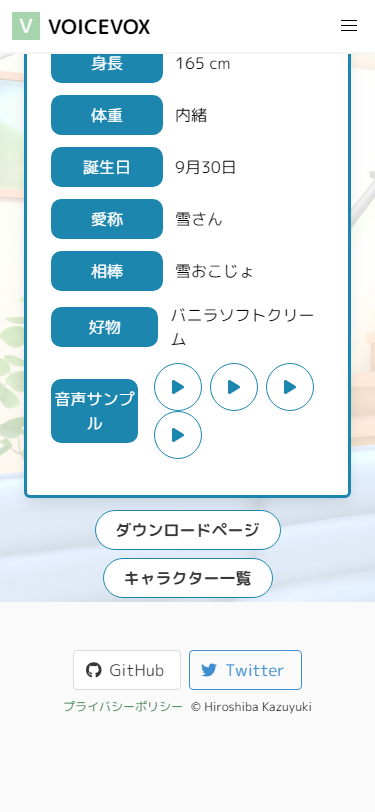 VOICEVOX
身長 165 cm
体重 内緒
誕生日 9月30日
愛称 雪さん
相棒 雪おこじょ
好物 バニラソフトクリー
ム
音声サンプ
ル
ダウンロードページ
キャラクター一覧
GitHub Twitter
プライバシーポリシー © Hiroshiba Kazuyuki